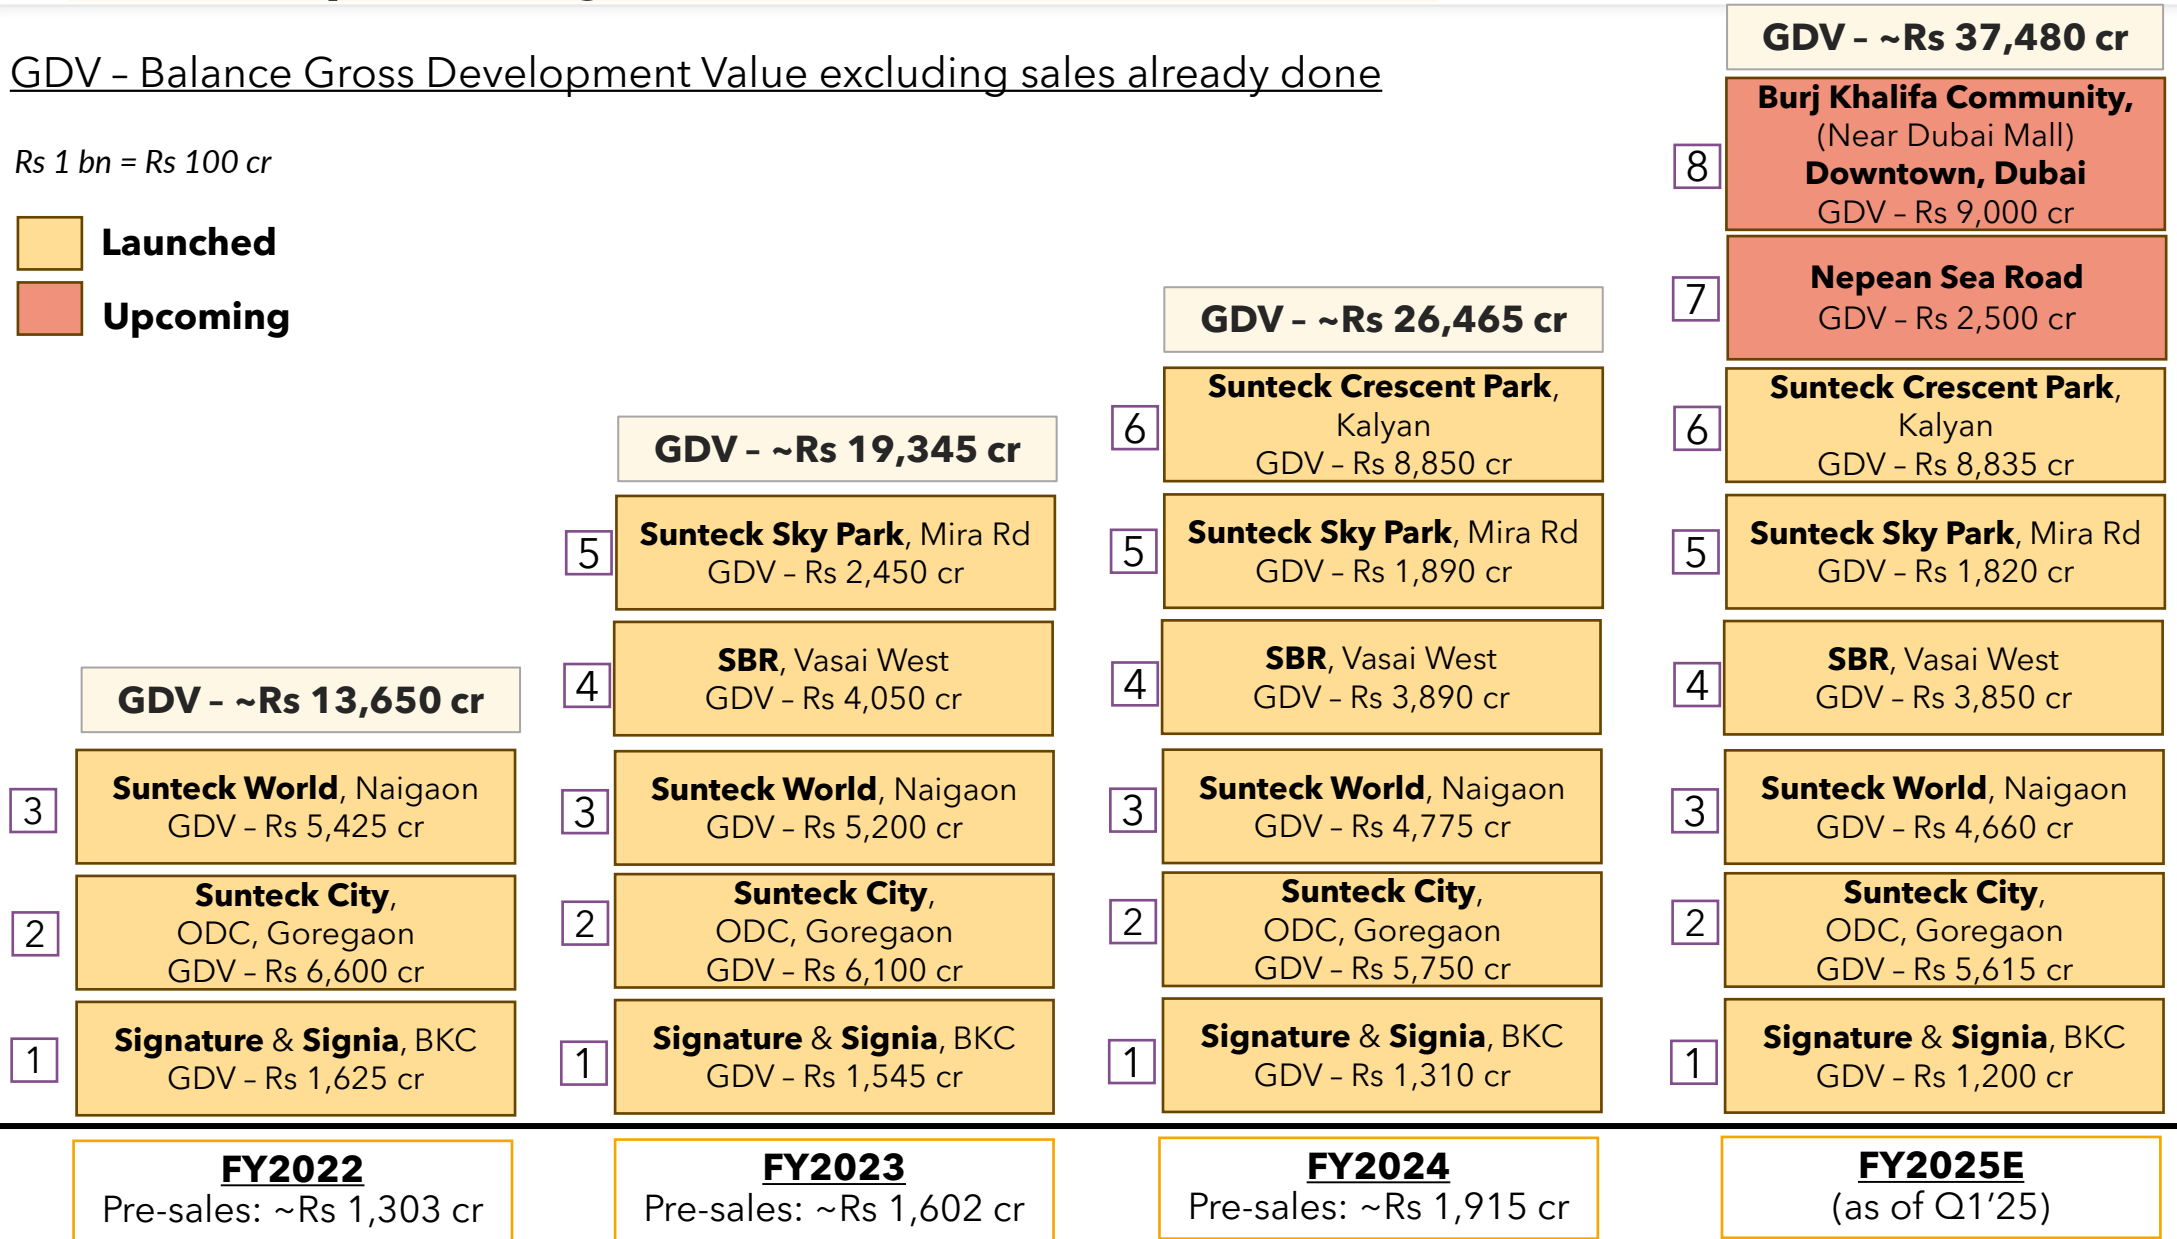 GDV – Balance Gross Development Value excluding sales already done
Rs 1 bn = Rs 100 cr
Launched
Upcoming
GDV – ~Rs 13,650 cr
3
Sunteck World, Naigaon
GDV – Rs 5,425 cr
2
Sunteck City,
ODC, Goregaon
GDV – Rs 6,600 cr
1
Signature & Signia, BKC
GDV – Rs 1,625 cr
FY2022
Pre-sales: ~Rs 1,303 cr
GDV – ~Rs 19,345 cr
5
Sunteck Sky Park, Mira Rd
GDV – Rs 2,450 cr
4
SBR, Vasai West
GDV – Rs 4,050 cr
3
Sunteck World, Naigaon
GDV – Rs 5,200 cr
2
Sunteck City,
ODC, Goregaon
GDV – Rs 6,100 cr
1
Signature & Signia, BKC
GDV – Rs 1,545 cr
FY2023
Pre-sales: ~Rs 1,602 cr
GDV – ~Rs 26,465 cr
6
Sunteck Crescent Park,
Kalyan
GDV – Rs 8,850 cr
5
Sunteck Sky Park, Mira Rd
GDV – Rs 1,890 cr
4
SBR, Vasai West
GDV – Rs 3,890 cr
3
Sunteck World, Naigaon
GDV – Rs 4,775 cr
2
Sunteck City,
ODC, Goregaon
GDV – Rs 5,750 cr
1
Signature & Signia, BKC
GDV – Rs 1,310 cr
FY2024
Pre-sales: ~Rs 1,915 cr
GDV – ~Rs 37,480 cr
8
Burj Khalifa Community,
(Near Dubai Mall)
Downtown, Dubai
GDV – Rs 9,000 cr
7
Nepean Sea Road
GDV – Rs 2,500 cr
6
Sunteck Crescent Park,
Kalyan
GDV – Rs 8,835 cr
5
Sunteck Sky Park, Mira Rd
GDV – Rs 1,820 cr
4
SBR, Vasai West
GDV – Rs 3,850 cr
3
Sunteck World, Naigaon
GDV – Rs 4,660 cr
2
Sunteck City,
ODC, Goregaon
GDV – Rs 5,615 cr
1
Signature & Signia, BKC
GDV – Rs 1,200 cr
FY2025E
(as of Q1’25)